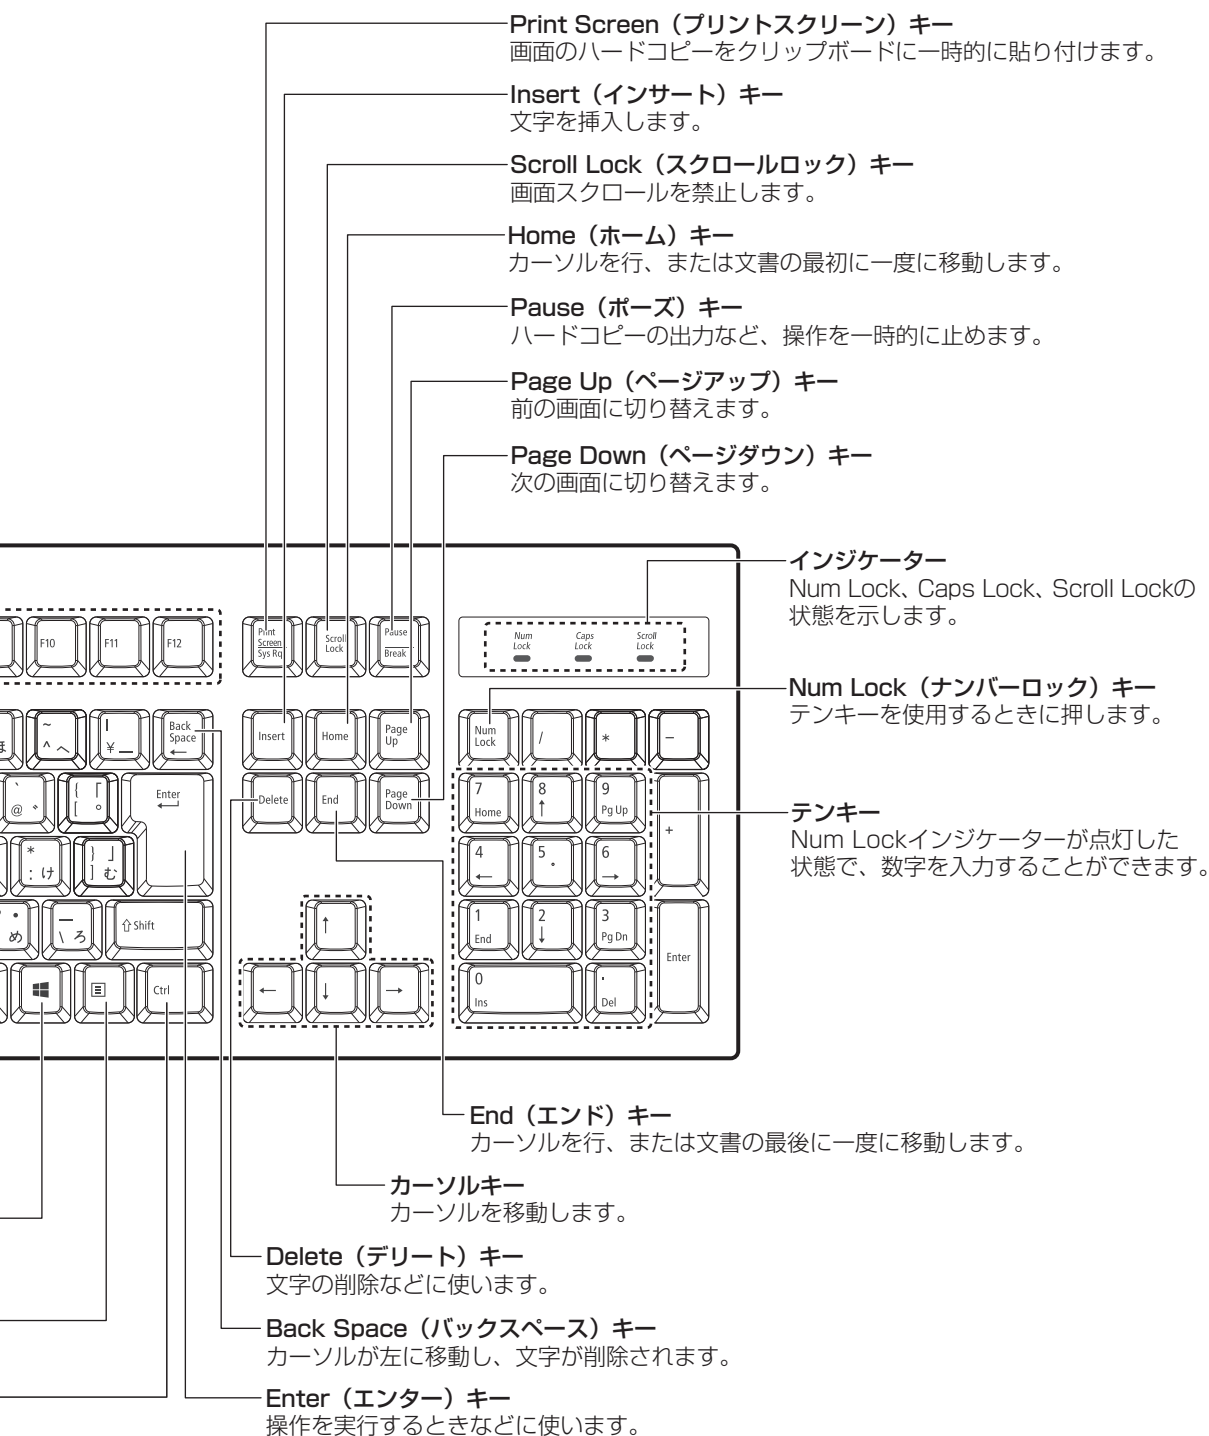 Print Screen（プリントスクリーン）キー
画面のハードコピーをクリップボードに一時的に貼り付けます。
Insert（インサート）キー
文字を挿入します。
Scroll Lock（スクロールロック）キー
画面スクロールを禁止します。
Home（ホーム）キー
カーソルを行、または文書の最初に一度に移動します。
Pause（ポーズ）キー
ハードコピーの出力など、操作を一時的に止めます。
Page Up（ページアップ）キー
前の画面に切り替えます。
Page Down（ページダウン）キー
次の画面に切り替えます。
インジケーター
Num Lock、Caps Lock、Scroll Lockの
状態を示します。
Num Lock（ナンバーロック）キー
テンキーを使用するときに押します。
テンキー
Num Lockインジケーターが点灯した
状態で、数字を入力することができます。
F10 F11 F12
Print
Screen
Sys Rq
Scroll
Lock
Pause
Break
Num
Lock
Caps
Lock
Scroll
Lock
ほ
~
^ へ
|
¥ ー
Back
Space
←
Insert
Home
Page
Up
Num
Lock
/
*
-
`
@ ゛
{ 「
[ ゜
Enter
Delete
End
Page
Down
7
Home
8
↑
9
Pg Up
+
*
: け
} 」
] む
4
←
5
6
→
・
め
_
\ ろ
⇧ Shift
↑
1
End
2
↓
3
Pg Dn
Enter
Ctrl
← ↓ →
0
Ins
.
Del
End（エンド）キー
カーソルを行、または文書の最後に一度に移動します。
カーソルキー
カーソルを移動します。
Delete（デリート）キー
文字の削除などに使います。
Back Space（バックスペース）キー
カーソルが左に移動し、文字が削除されます。
Enter（エンター）キー
操作を実行するときなどに使います。